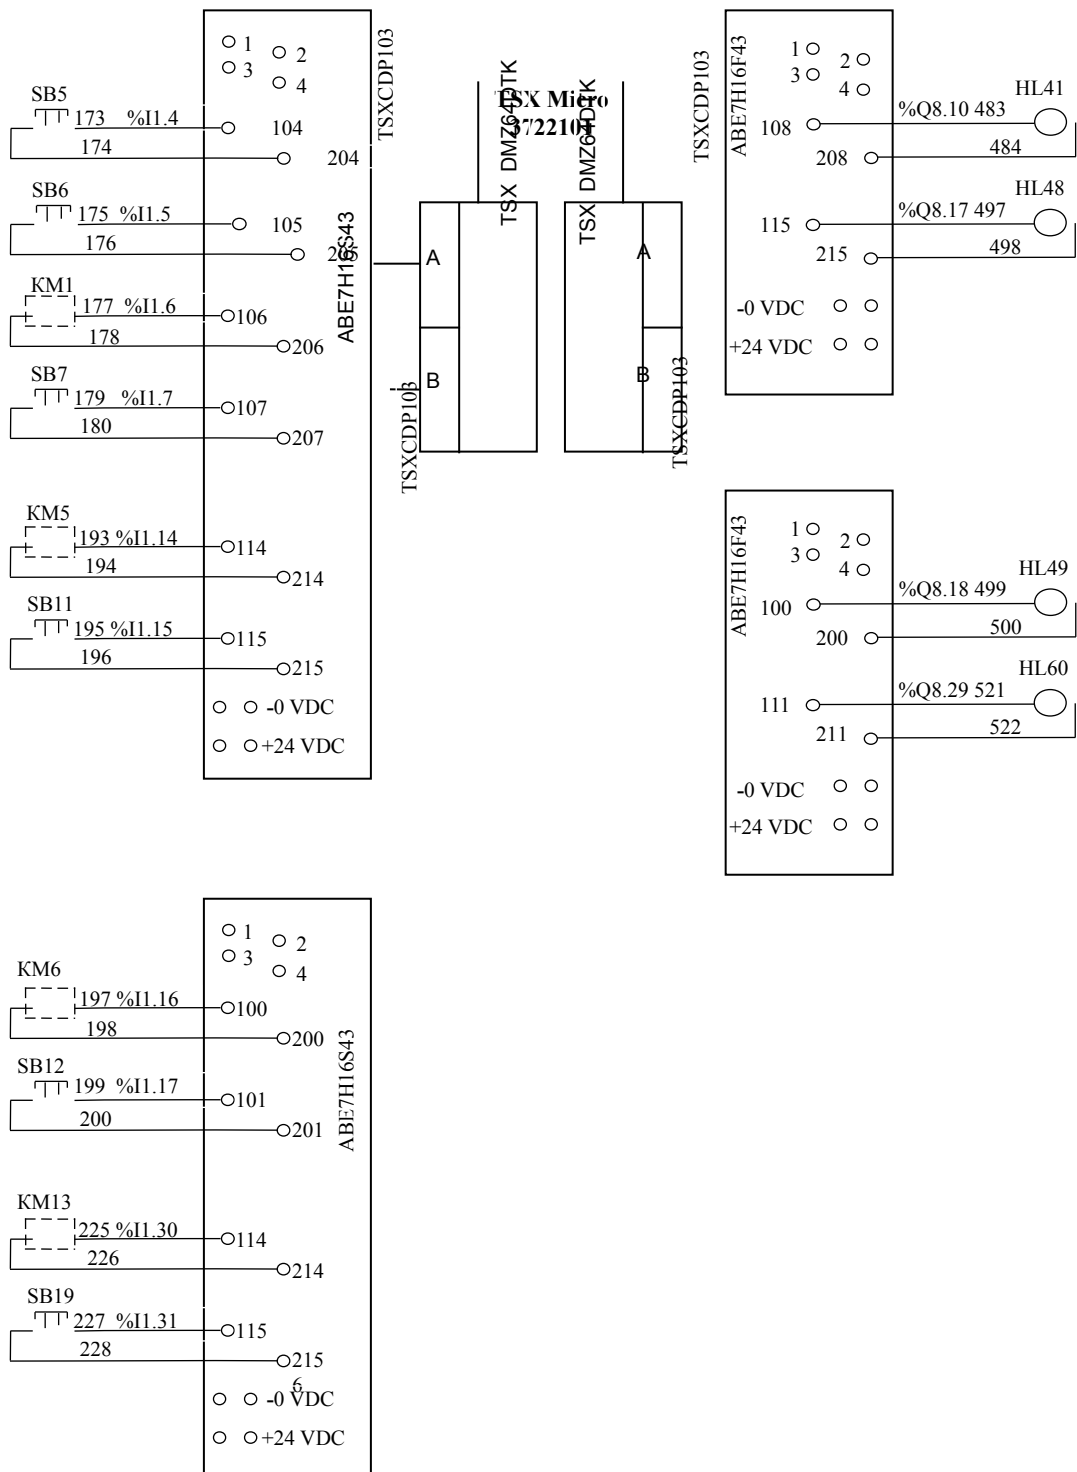 1
2
3
4
TSXCDP103
SB5
173 %I1.4
104
174
204
SB6
175 %I1.5
105
176
205
ABE7H16S43
KM1
177 %I1.6
106
178
206
SB7
179 %I1.7
107
180
207
KM5
193 %I1.14
114
194
214
SB11
195 %I1.15
115
196
215
-0 VDC
+24 VDC
TSX Micro
3722101
TSX DMZ64DTK
TSX DMZ64DTK
A
B
TSXCDP103
A
B
TSXCDP103
TSXCDP103
ABE7H16F43
1
2
3
4
HL41
108
%Q8.10 483
208
484
HL48
115
%Q8.17 497
215
498
-0 VDC
+24 VDC
ABE7H16F43
1
2
3
4
HL49
100
%Q8.18 499
200
500
HL60
111
%Q8.29 521
211
522
-0 VDC
+24 VDC
1
2
3
4
KM6
197 %I1.16
100
198
200
ABE7H16S43
SB12
199 %I1.17
101
200
201
KM13
225 %I1.30
114
226
214
SB19
227 %I1.31
115
228
215
6
-0 VDC
+24 VDC